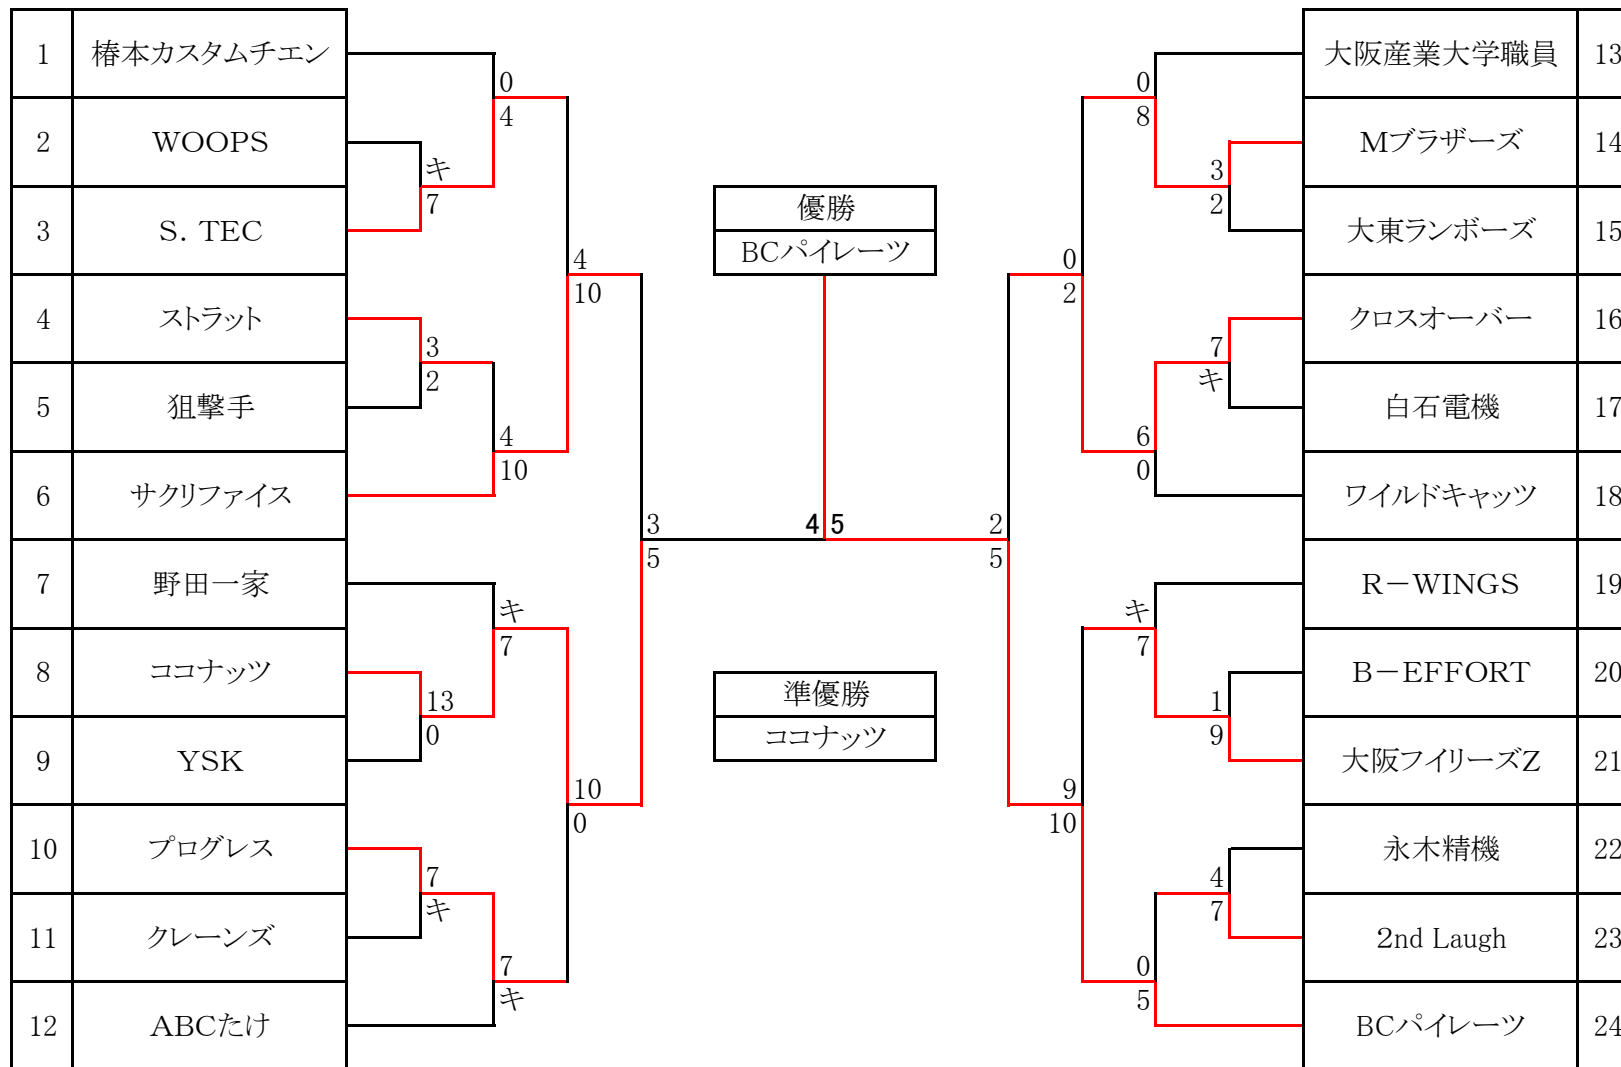 1 椿本カスタムチエン
2 WOOPS
3 S. TEC
4 ストラット
5 狙撃手
6 サクリファイス
7 野田一家
8 ココナッツ
9 YSK
10 プログレス
11 クレーンズ
12 ABCたけ
0
4
キ
7
3
2
4
10
4
10
キ
7
13
0
7
キ
7
キ
10
0
3
5
優勝
BCパイレーツ
4 5
準優勝
ココナッツ
2
5
0
2
9
10
0
8
3
2
7
キ
6
0
キ
7
1
9
4
7
0
5
大阪産業大学職員 13
Mブラザーズ 14
大東ランボーズ 15
クロスオーバー 16
白石電機 17
ワイルドキャッツ 18
R－WINGS 19
B－EFFORT 20
大阪フイリーズZ 21
永木精機 22
2nd Laugh 23
BCパイレーツ 24